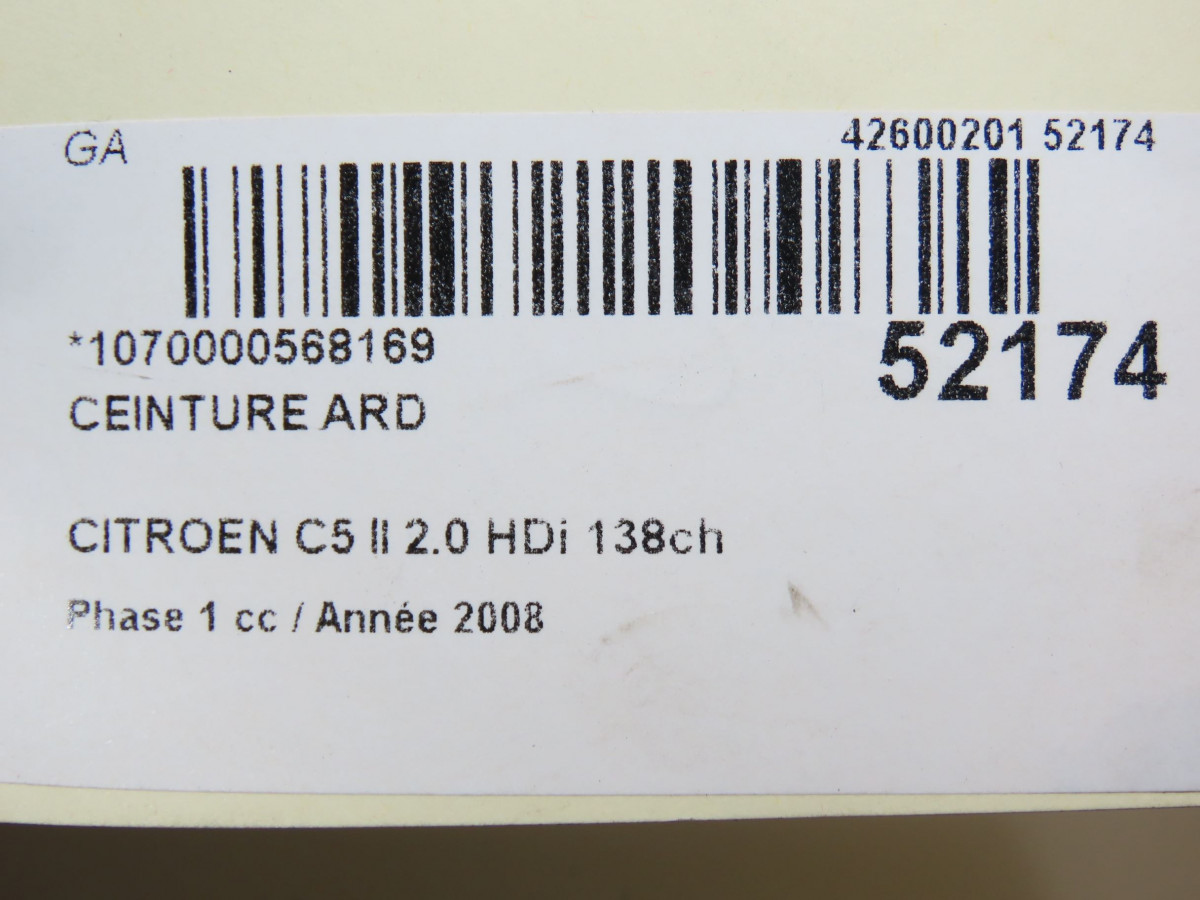 GA
42600201 52174
*1070000568169
52174
CEINTURE ARD
CITROEN C5 II 2.0 HDi 138ch
Phase 1 cc / Année 2008